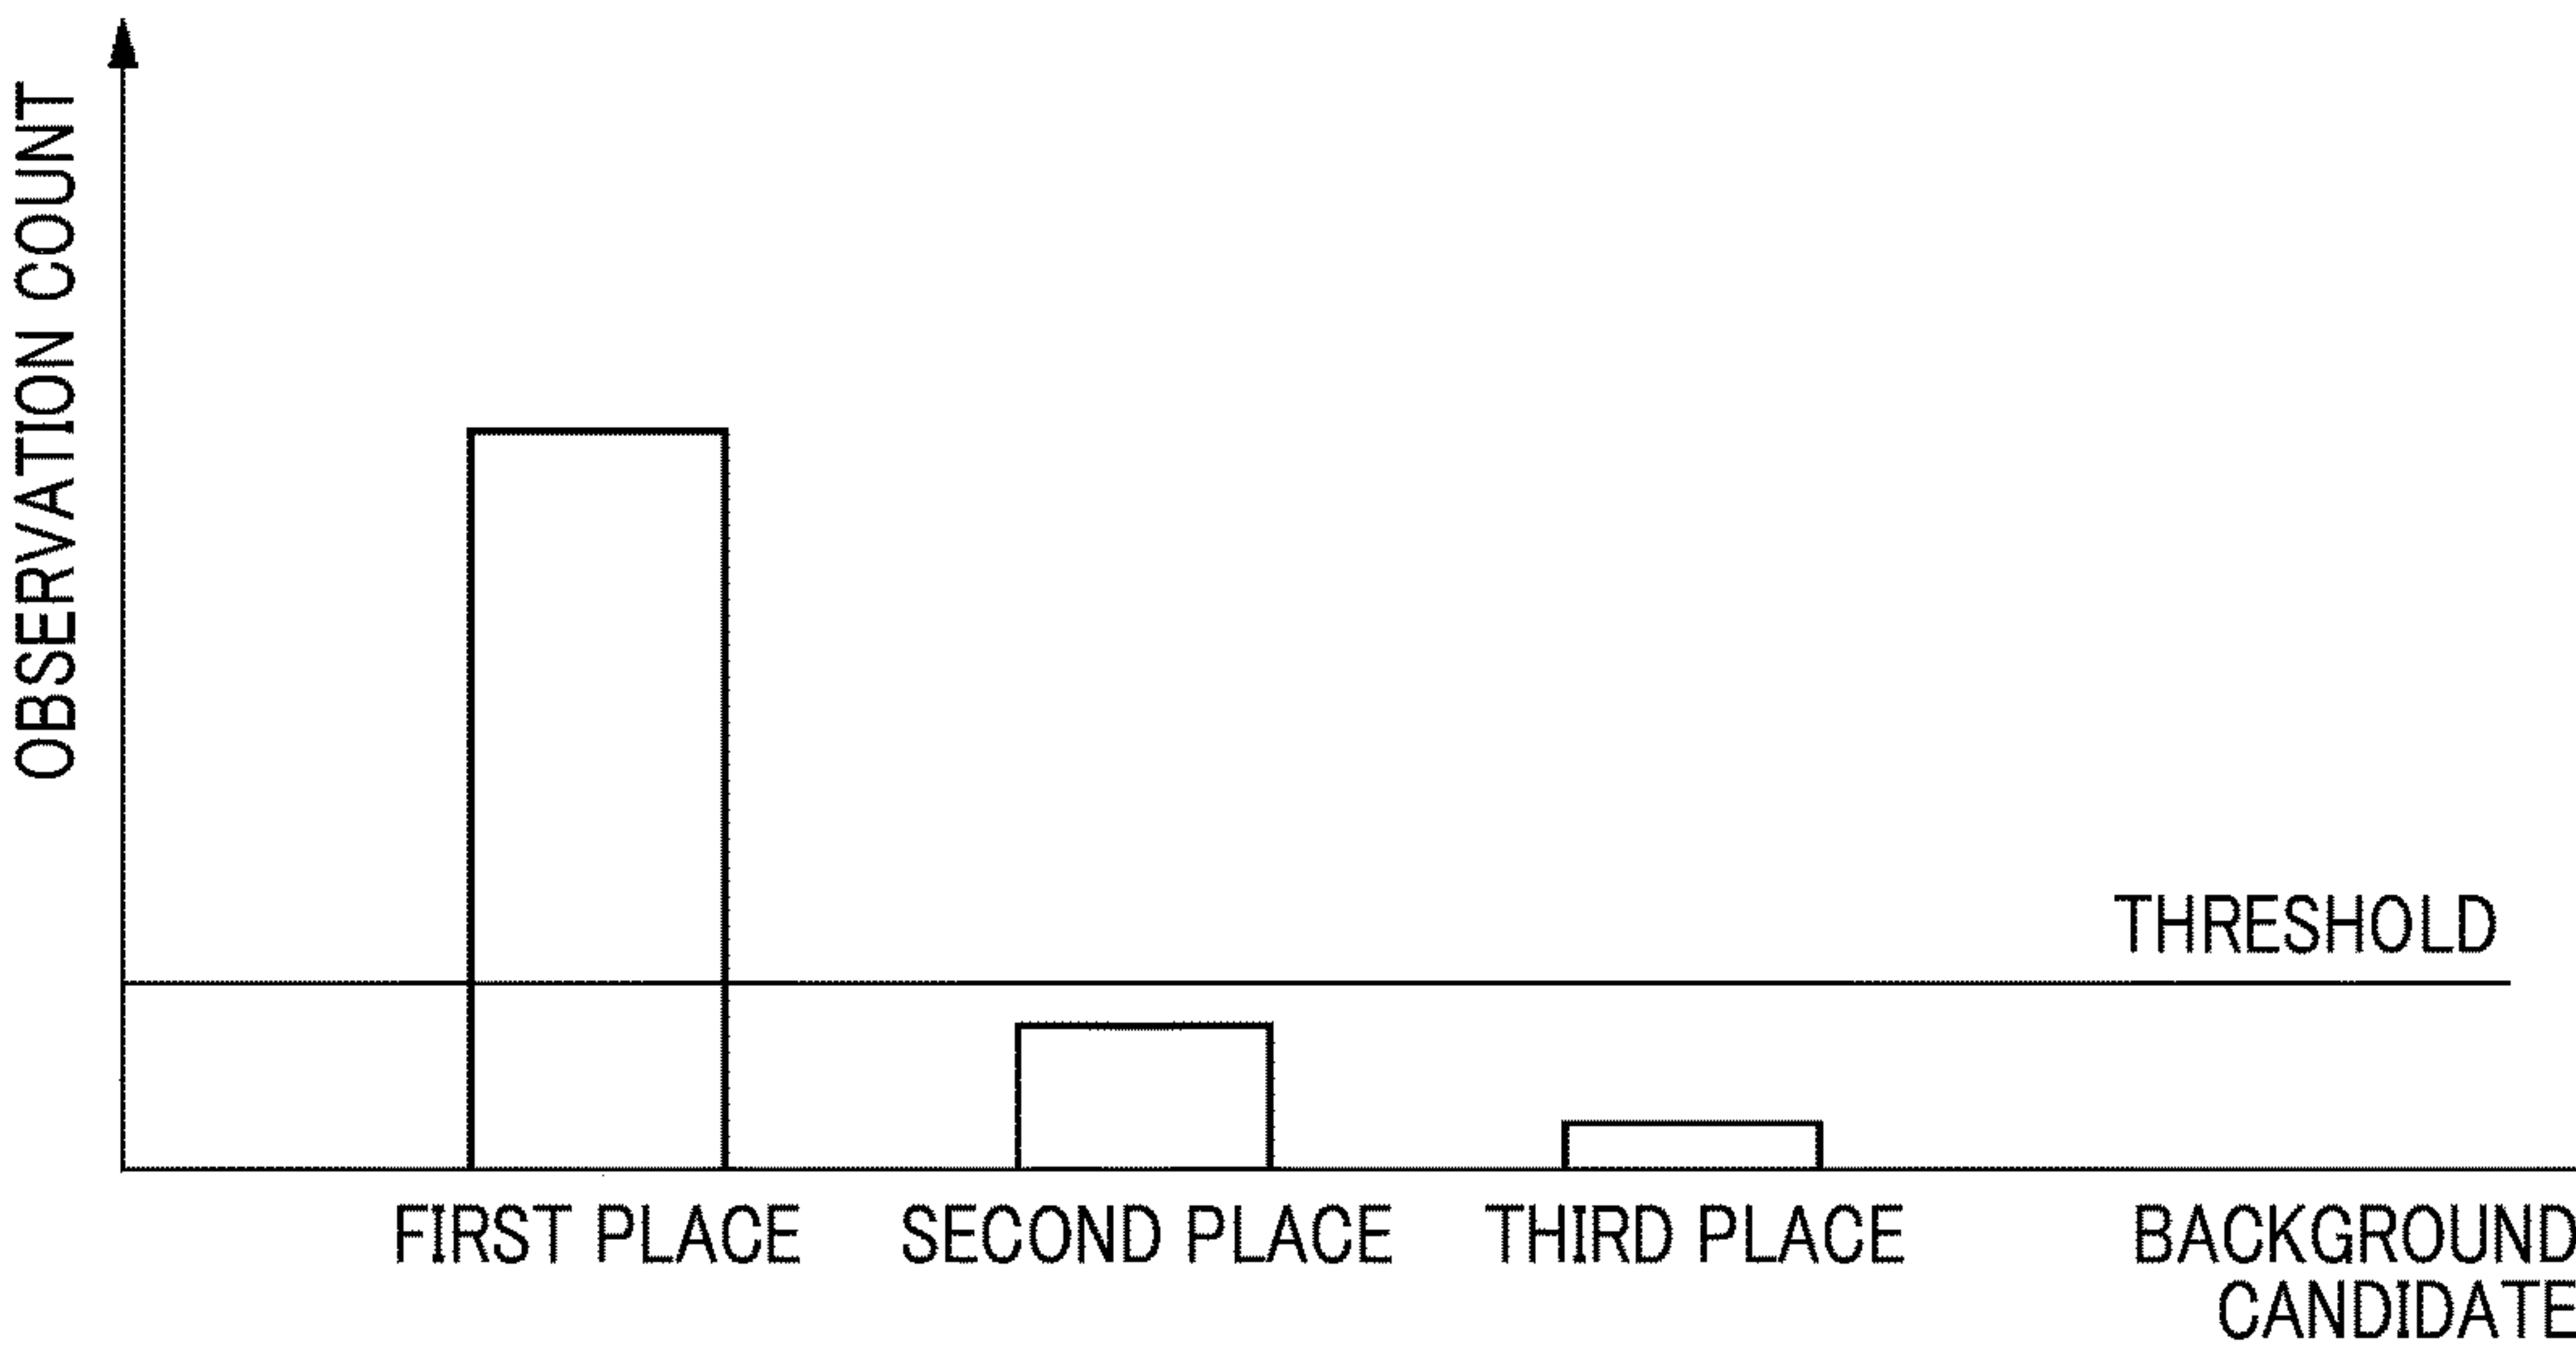 OBSERVATION COUNT
THRESHOLD
FIRST PLACE
SECOND PLACE
THIRD PLACE
BACKGROUND
CANDIDATE